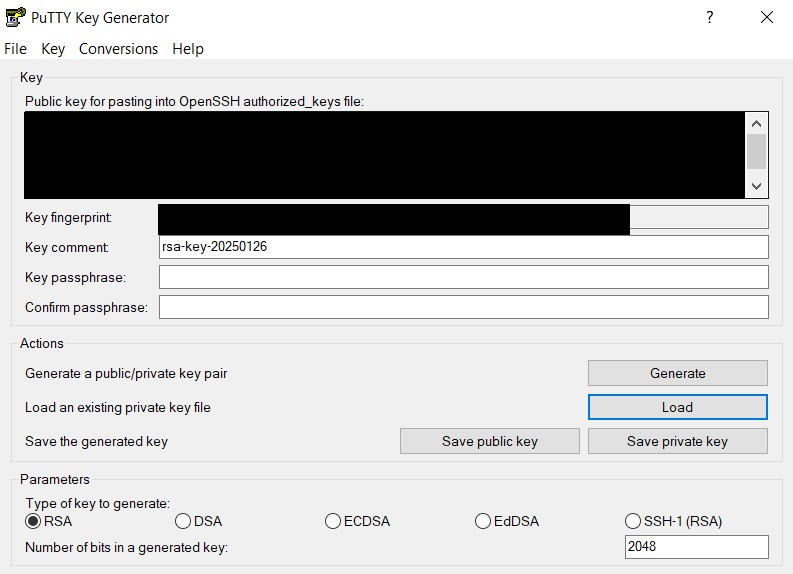 PuTTY Key Generator
?
File Key Conversions Help
Key
Public key for pasting into OpenSSH authorized_keys file:
Key fingerprint:
Key comment: rsa-key-20250126
Key passphrase:
Confirm passphrase:
Actions
Generate a public/private key pair Generate
Load an existing private key file Load
Save the generated key Save public key Save private key
Parameters
Type of key to generate:
RSA DSA ECDSA EdDSA SSH-1 (RSA)
Number of bits in a generated key: 2048